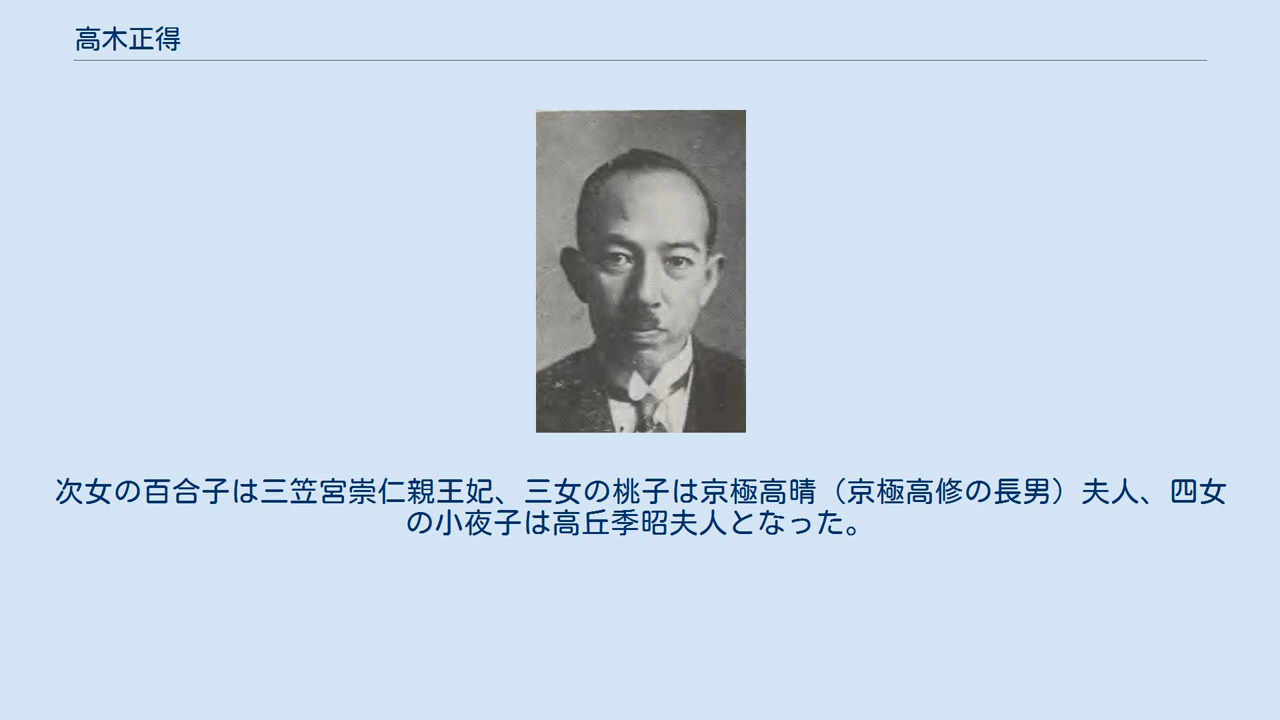 高木正得
次女の百合子は三笠宮崇仁親王妃、三女の桃子は京極高晴（京極高修の長男）夫人、四女
の小夜子は高丘季昭夫人となった。